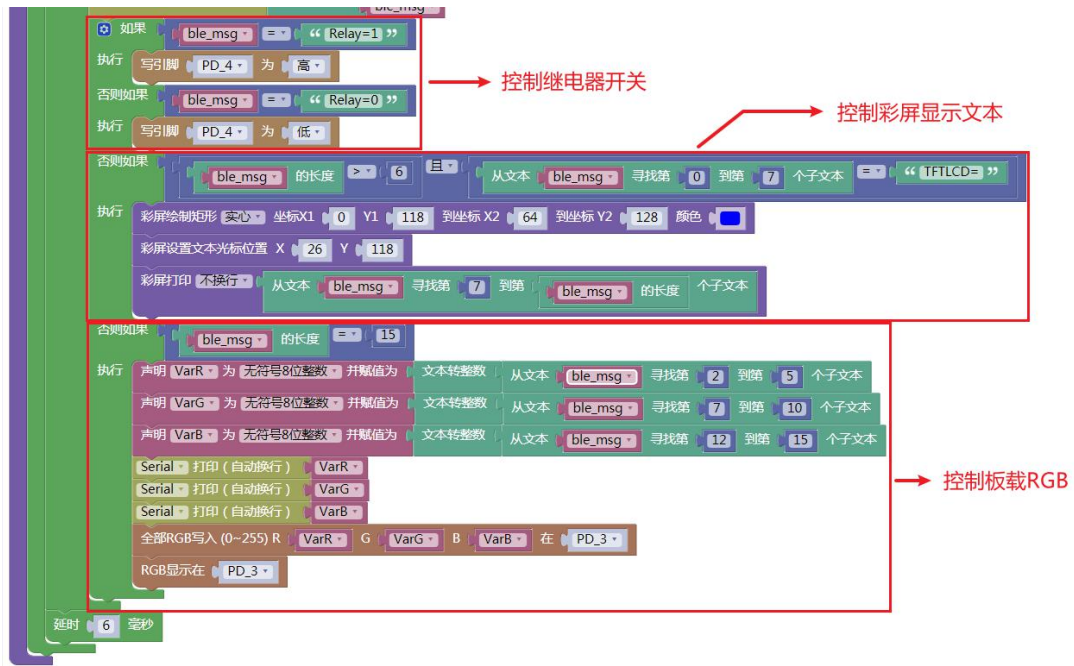 ble_msg
如果 ble_msg = “ Relay=1 ”
执行 写引脚 PD_4 为 高
控制继电器开关
否则如果 ble_msg = “ Relay=0 ”
执行 写引脚 PD_4 为 低
控制彩屏显示文本
否则如果 ble_msg 的长度 > 6 且 从文本 ble_msg 寻找第 0 到第 7 个子文本 = “ TFTLCD= ”
执行 彩屏绘制矩形 实心 坐标X1 0 Y1 118 到坐标 X2 64 到坐标 Y2 128 颜色
彩屏设置文本光标位置 X 26 Y 118
彩屏打印 不换行 从文本 ble_msg 寻找第 7 到第 ble_msg 的长度 个子文本
否则如果 ble_msg 的长度 = 15
执行 声明 VarR 为 无符号8位整数 并赋值为 文本转整数 从文本 ble_msg 寻找第 2 到第 5 个子文本
声明 VarG 为 无符号8位整数 并赋值为 文本转整数 从文本 ble_msg 寻找第 7 到第 10 个子文本
声明 VarB 为 无符号8位整数 并赋值为 文本转整数 从文本 ble_msg 寻找第 12 到第 15 个子文本
Serial 打印 ( 自动换行 ) VarR
控制板载RGB
Serial 打印 ( 自动换行 ) VarG
Serial 打印 ( 自动换行 ) VarB
全部RGB写入 (0~255) R VarR G VarG B VarB 在 PD_3
RGB显示在 PD_3
延时 6 毫秒